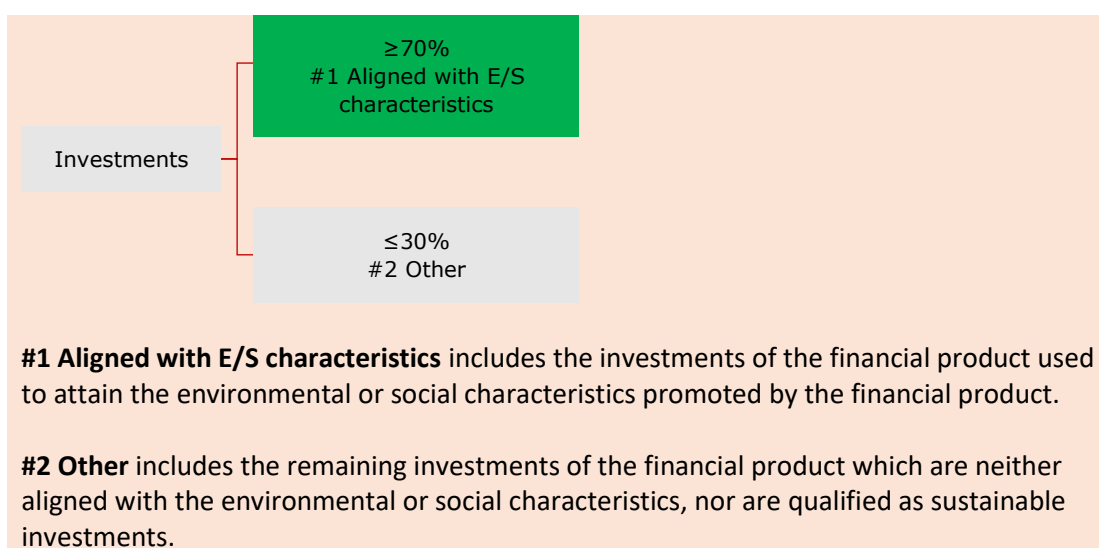 ≥70%
#1 Aligned with E/S
characteristics
Investments
≤30%
#2 Other
#1 Aligned with E/S characteristics includes the investments of the financial product used
to attain the environmental or social characteristics promoted by the financial product.
#2 Other includes the remaining investments of the financial product which are neither
aligned with the environmental or social characteristics, nor are qualified as sustainable
investments.